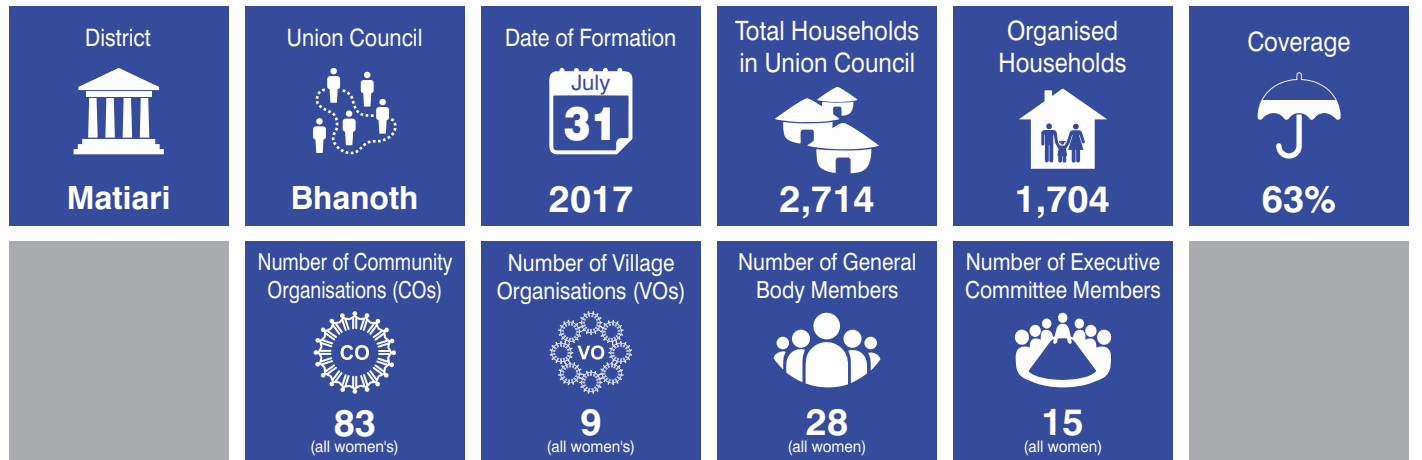 District
Matiari
Union Council
Bhanoth
Date of Formation
July
31
2017
Total Households
in Union Council
2,714
Organised
Households
1,704
Coverage
63%
Number of Community
Organisations (COs)
CO
83
(all women's)
Number of Village
Organisations (VOs)
VO
9
(all women's)
Number of General
Body Members
28
(all women)
Number of Executive
Committee Members
15
(all women)